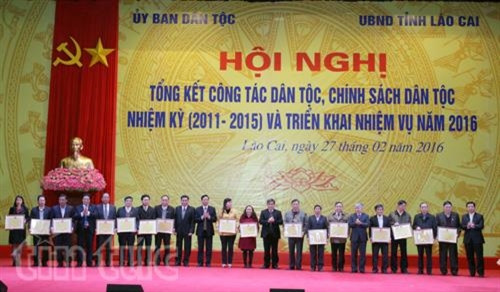 ỦY BAN DÂN TỘC
UBND TỈNH LÀO CAI
HỘI NGHỊ
TỔNG KẾT CÔNG TÁC DÂN TỘC, CHÍNH SÁCH DÂN TỘC
NHIỆM KỲ (2011- 2015) VÀ TRIỂN KHAI NHIỆM VỤ NĂM 2016
Lào Cai, ngày 27 tháng 02 năm 2016
tin tức